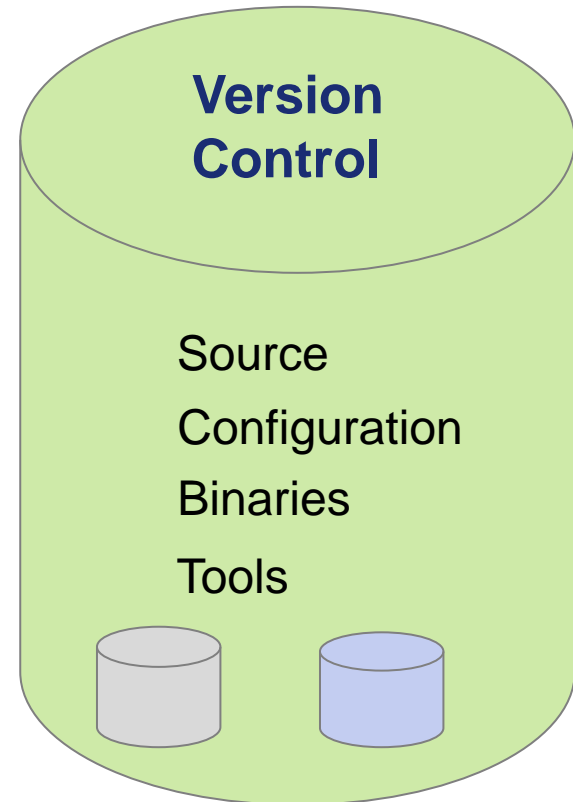 Version
Control
Source
Configuration
Binaries
Tools